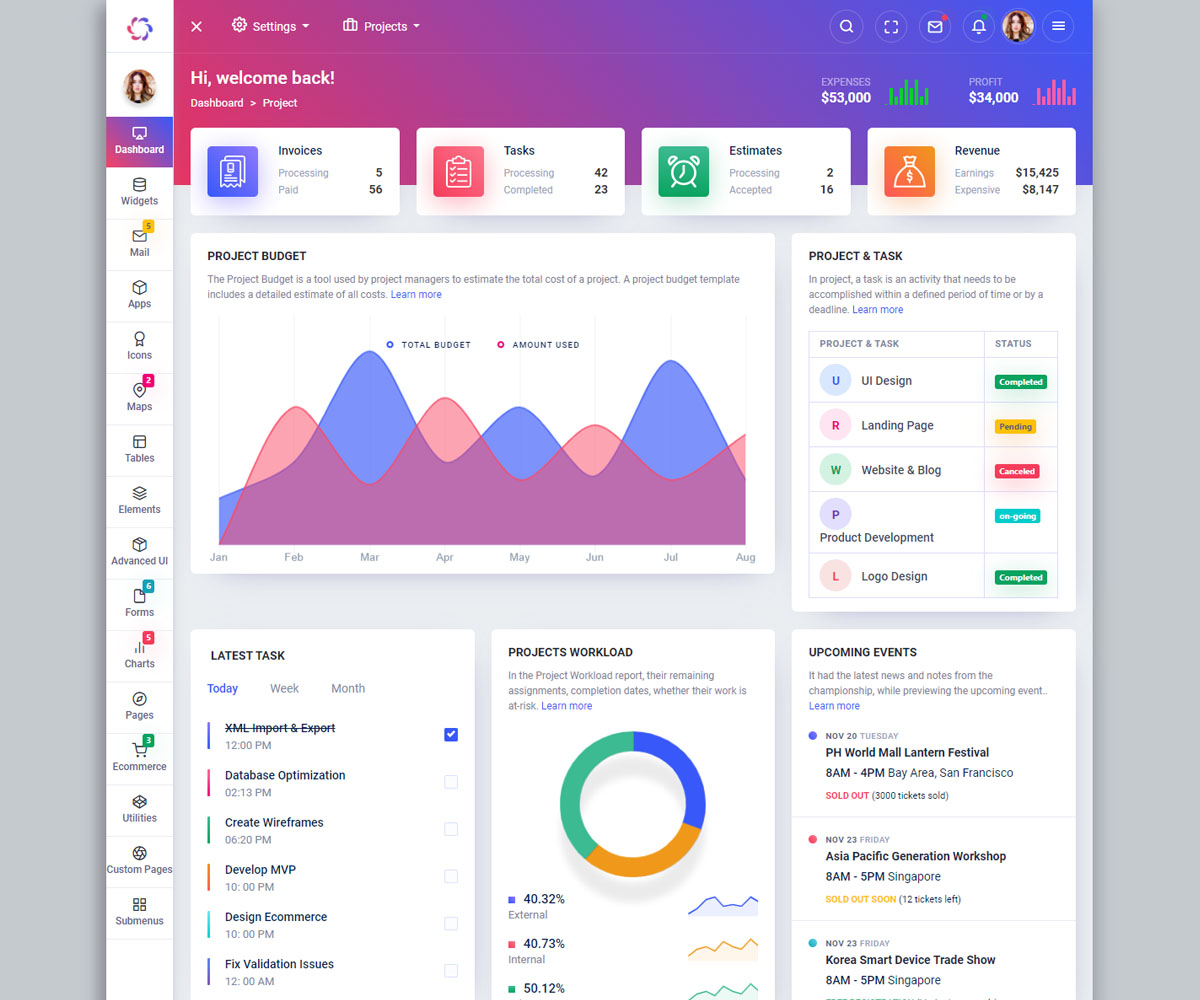 Settings
Projects
Hi, welcome back!
Dashboard > Project
EXPENSES
$53,000
PROFIT
$34,000
Dashboard
Widgets
5
Mail
Apps
Icons
2
Maps
Tables
Elements
Advanced UI
6
Forms
5
Charts
Pages
3
Ecommerce
Utilities
Custom Pages
Submenus
Invoices
Processing 5
Paid 56
Tasks
Processing 42
Completed 23
Estimates
Processing 2
Accepted 16
Revenue
Earnings $15,425
Expensive $8,147
PROJECT BUDGET
The Project Budget is a tool used by project managers to estimate the total cost of a project. A project budget template
includes a detailed estimate of all costs. Learn more
TOTAL BUDGET AMOUNT USED
Jan Feb Mar Apr May Jun Jul Aug
PROJECT & TASK
In project, a task is an activity that needs to be
accomplished within a defined period of time or by a
deadline. Learn more
PROJECT & TASK STATUS
U UI Design Completed
R Landing Page Pending
W Website & Blog Canceled
P on-going
Product Development
L Logo Design Completed
LATEST TASK
Today Week Month
XML Import & Export
12:00 PM
Database Optimization
02:13 PM
Create Wireframes
06:20 PM
Develop MVP
10: 00 PM
Design Ecommerce
10: 00 PM
Fix Validation Issues
12: 00 AM
PROJECTS WORKLOAD
In the Project Workload report, their remaining
assignments, completion dates, whether their work is
at-risk. Learn more
40.32%
External
40.73%
Internal
50.12%
UPCOMING EVENTS
It had the latest news and notes from the
championship, while previewing the upcoming event..
Learn more
NOV 20 TUESDAY
PH World Mall Lantern Festival
8AM - 4PM Bay Area, San Francisco
SOLD OUT (3000 tickets sold)
NOV 23 FRIDAY
Asia Pacific Generation Workshop
8AM - 5PM Singapore
SOLD OUT SOON (12 tickets left)
NOV 23 FRIDAY
Korea Smart Device Trade Show
8AM - 5PM Singapore